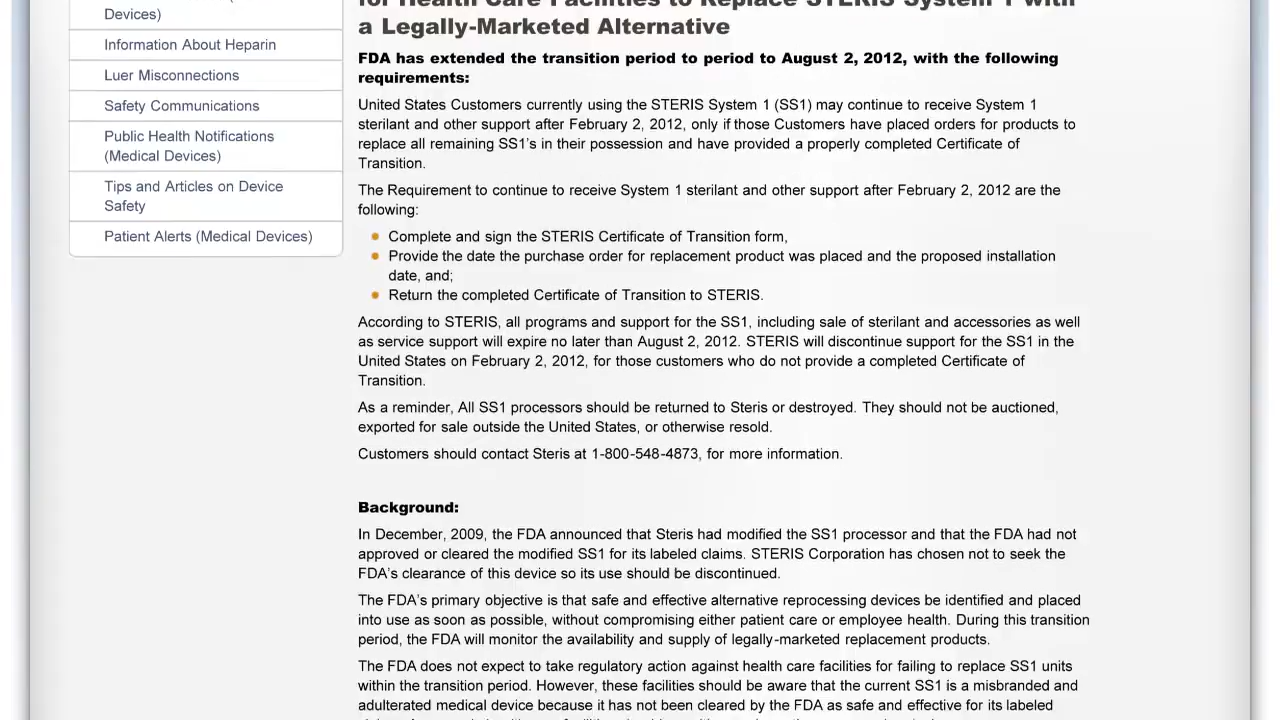 Devices)
Information About Heparin
Luer Misconnections
Safety Communications
Public Health Notifications
(Medical Devices)
Tips and Articles on Device
Safety
Patient Alerts (Medical Devices)
for Health Care Facilities to Replace STERIS System 1 with
a Legally-Marketed Alternative
FDA has extended the transition period to period to August 2, 2012, with the following
requirements:
United States Customers currently using the STERIS System 1 (SS1) may continue to receive System 1
sterilant and other support after February 2, 2012, only if those Customers have placed orders for products to
replace all remaining SS1's in their possession and have provided a properly completed Certificate of
Transition.
The Requirement to continue to receive System 1 sterilant and other support after February 2, 2012 are the
following:
Complete and sign the STERIS Certificate of Transition form,
Provide the date the purchase order for replacement product was placed and the proposed installation
date, and;
Return the completed Certificate of Transition to STERIS.
According to STERIS, all programs and support for the SS1, including sale of sterilant and accessories as well
as service support will expire no later than August 2, 2012. STERIS will discontinue support for the SS1 in the
United States on February 2, 2012, for those customers who do not provide a completed Certificate of
Transition.
As a reminder, All SS1 processors should be returned to Steris or destroyed. They should not be auctioned,
exported for sale outside the United States, or otherwise resold.
Customers should contact Steris at 1-800-548-4873, for more information.
Background:
In December, 2009, the FDA announced that Steris had modified the SS1 processor and that the FDA had not
approved or cleared the modified SS1 for its labeled claims. STERIS Corporation has chosen not to seek the
FDA's clearance of this device so its use should be discontinued.
The FDA's primary objective is that safe and effective alternative reprocessing devices be identified and placed
into use as soon as possible, without compromising either patient care or employee health. During this transition
period, the FDA will monitor the availability and supply of legally-marketed replacement products.
The FDA does not expect to take regulatory action against health care facilities for failing to replace SS1 units
within the transition period. However, these facilities should be aware that the current SS1 is a misbranded and
adulterated medical device because it has not been cleared by the FDA as safe and effective for its labeled